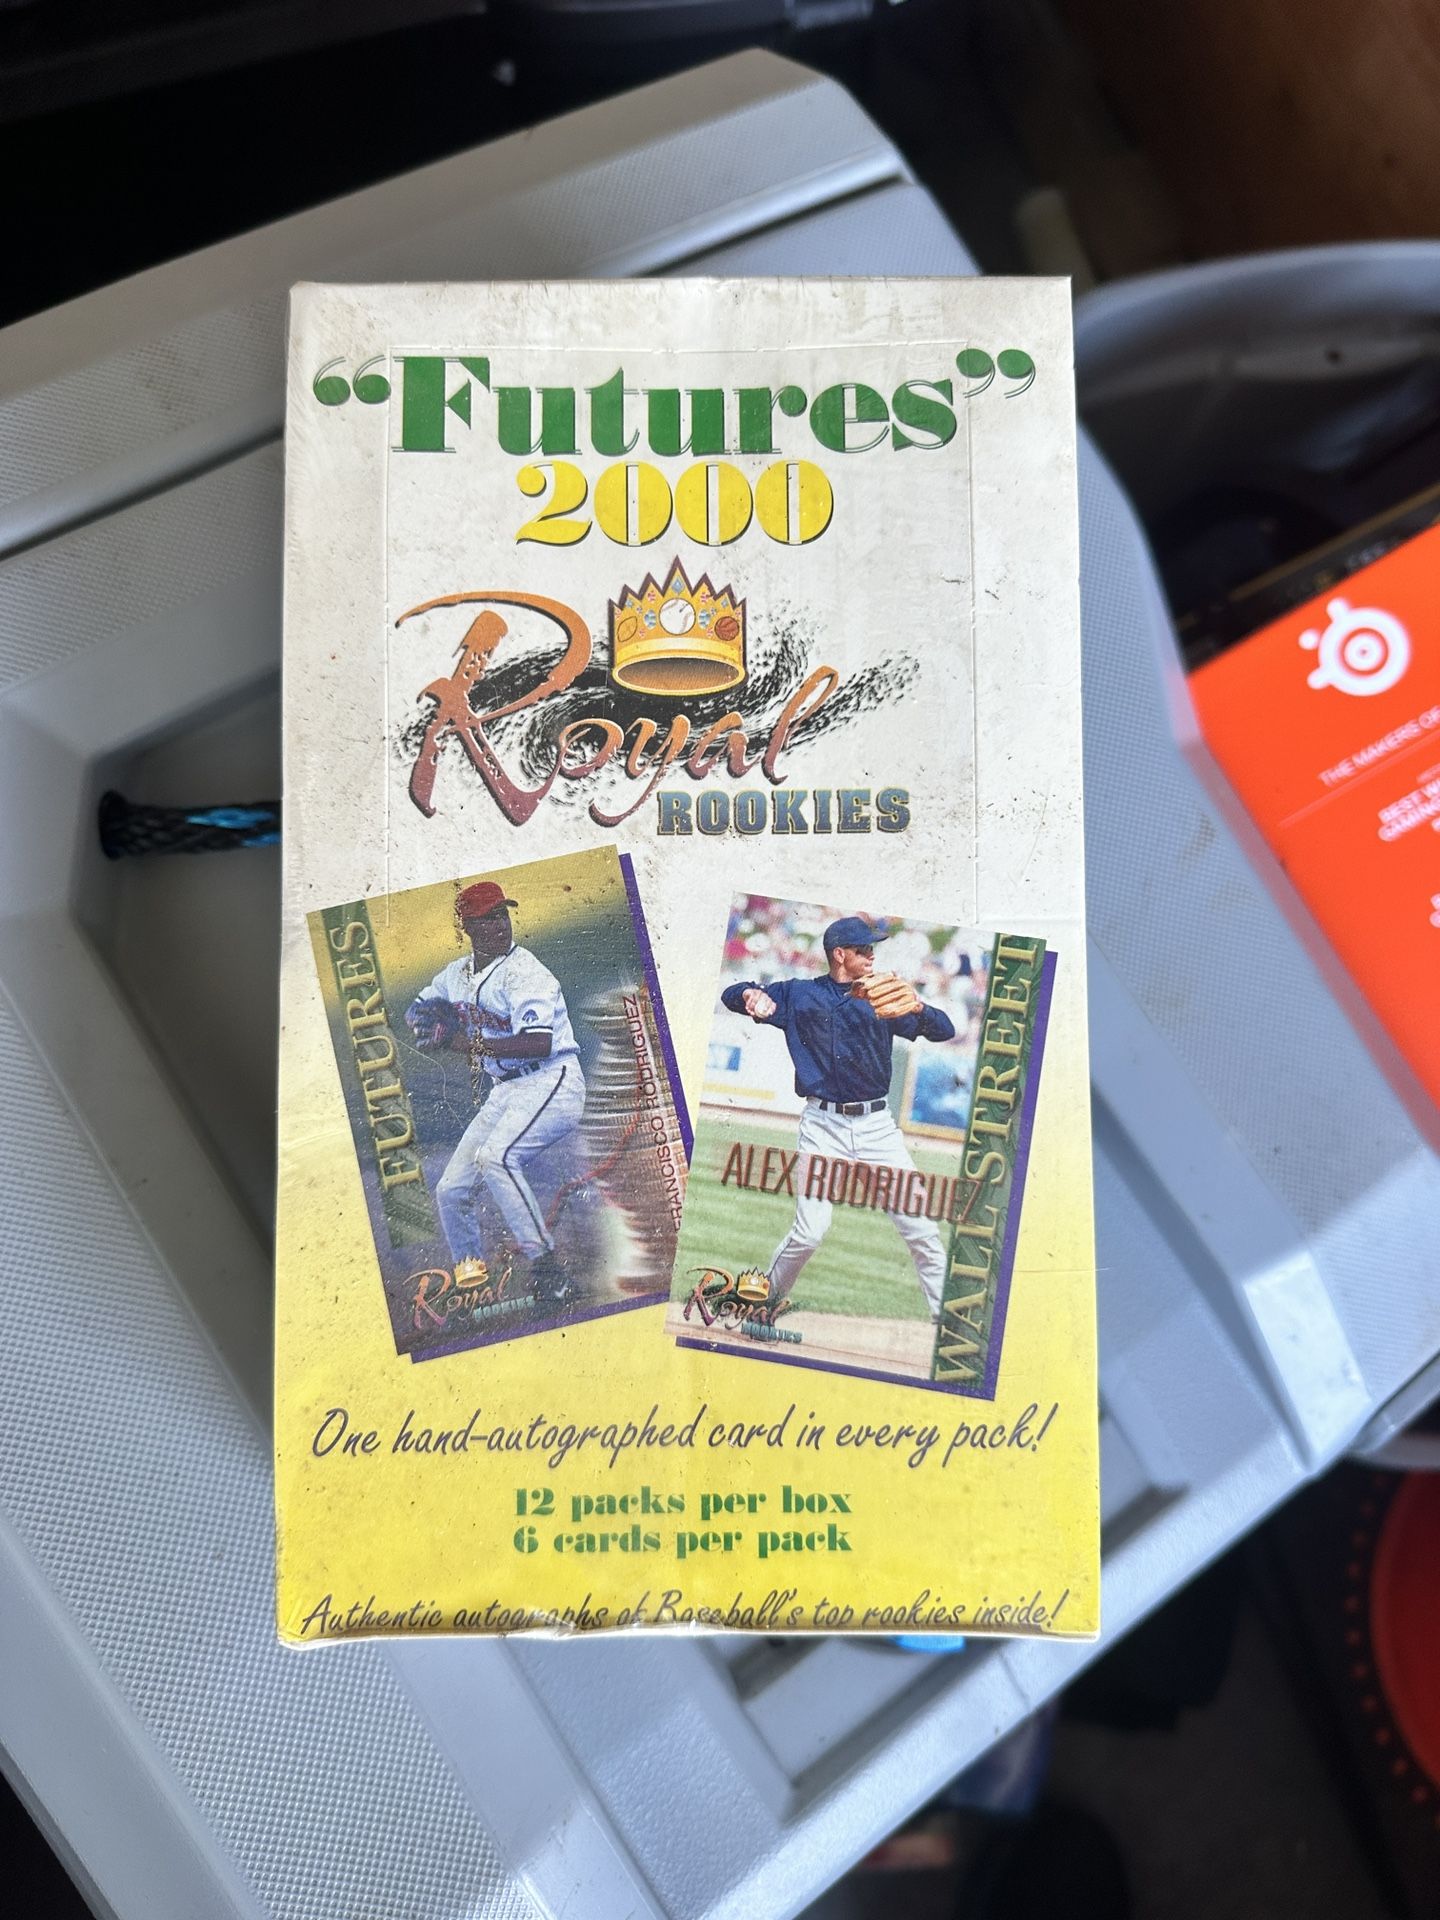 “Futures”
2000
Royal
ROOKIES
FUTURES
FRANCISCO RODRIGUEZ
Royal
ROOKIES
ALEX RODRIGUEZ
WALL STREET
Royal
ROOKIES
One hand-autographed card in every pack!
12 packs per box
6 cards per pack
Authentic autographs of Baseball's top rookies inside!
THE MAKERS OF
BEST
GAMING